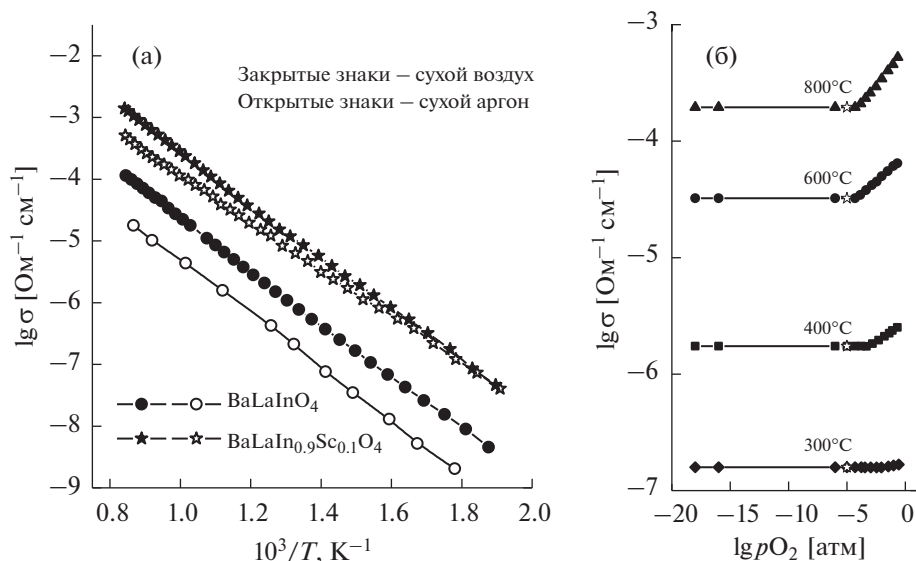 (а)
Закрытые знаки – сухой воздух
Открытые знаки – сухой аргон
lg σ [Ом⁻¹ см⁻¹]
−2
−3
−4
−5
−6
−7
−8
−9
BaLaInO₄
BaLaIn₀.₉Sc₀.₁O₄
0.8
1.0
1.2
1.4
1.6
1.8
2.0
10³/T, K⁻¹
(б)
lg σ [Ом⁻¹ см⁻¹]
−3
−4
−5
−6
−7
800°C
600°C
400°C
300°C
−20
−15
−10
−5
0
lg pO₂ [атм]